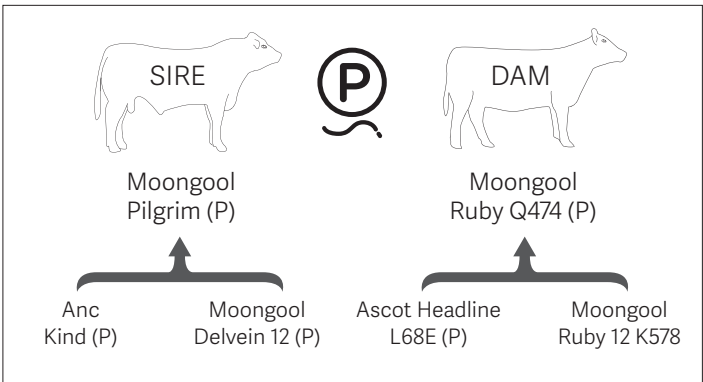 SIRE
P
DAM
Moongool
Pilgrim (P)
Moongool
Ruby Q474 (P)
Anc
Kind (P)
Moongool
Delvein 12 (P)
Ascot Headline
L68E (P)
Moongool
Ruby 12 K578